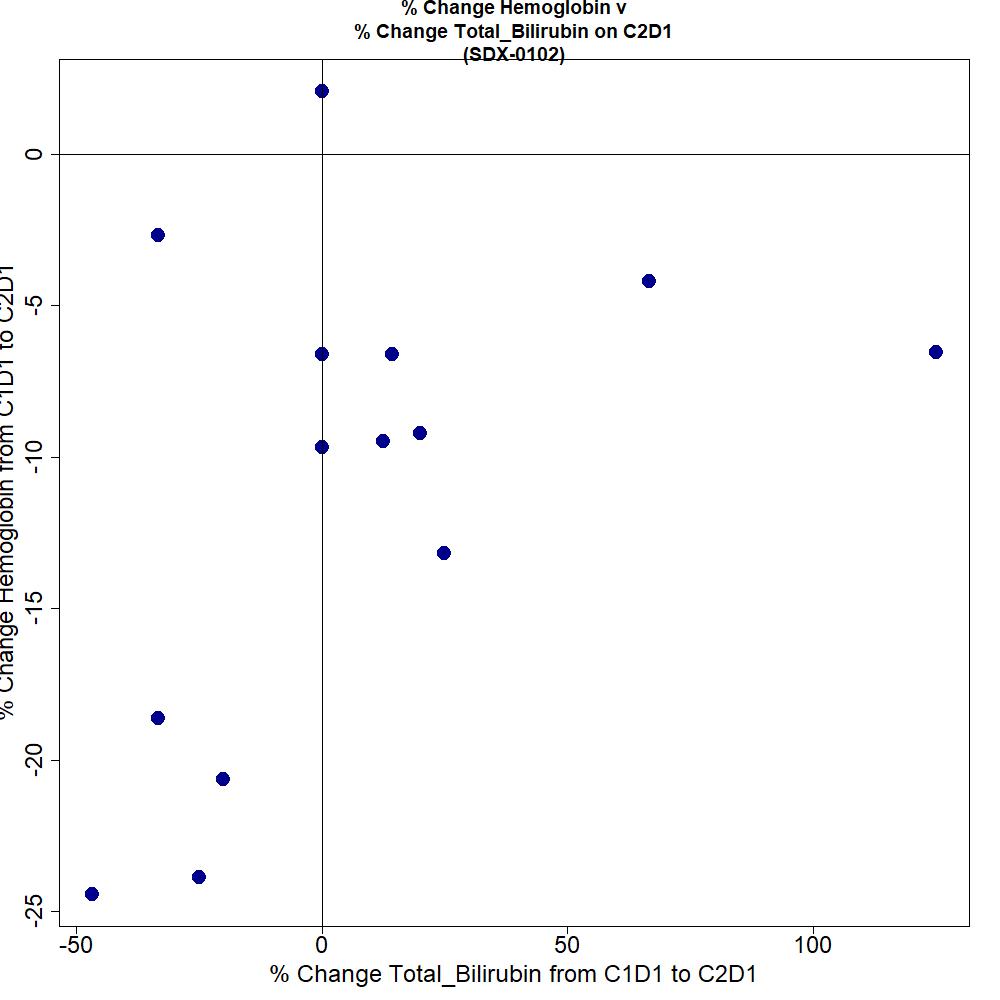 % Change Hemoglobin v
% Change Total_Bilirubin on C2D1
(SDX-0102)
% Change Hemoglobin from C1D1 to C2D1
0
-5
-10
-15
-20
-25
-50
0
50
100
% Change Total_Bilirubin from C1D1 to C2D1